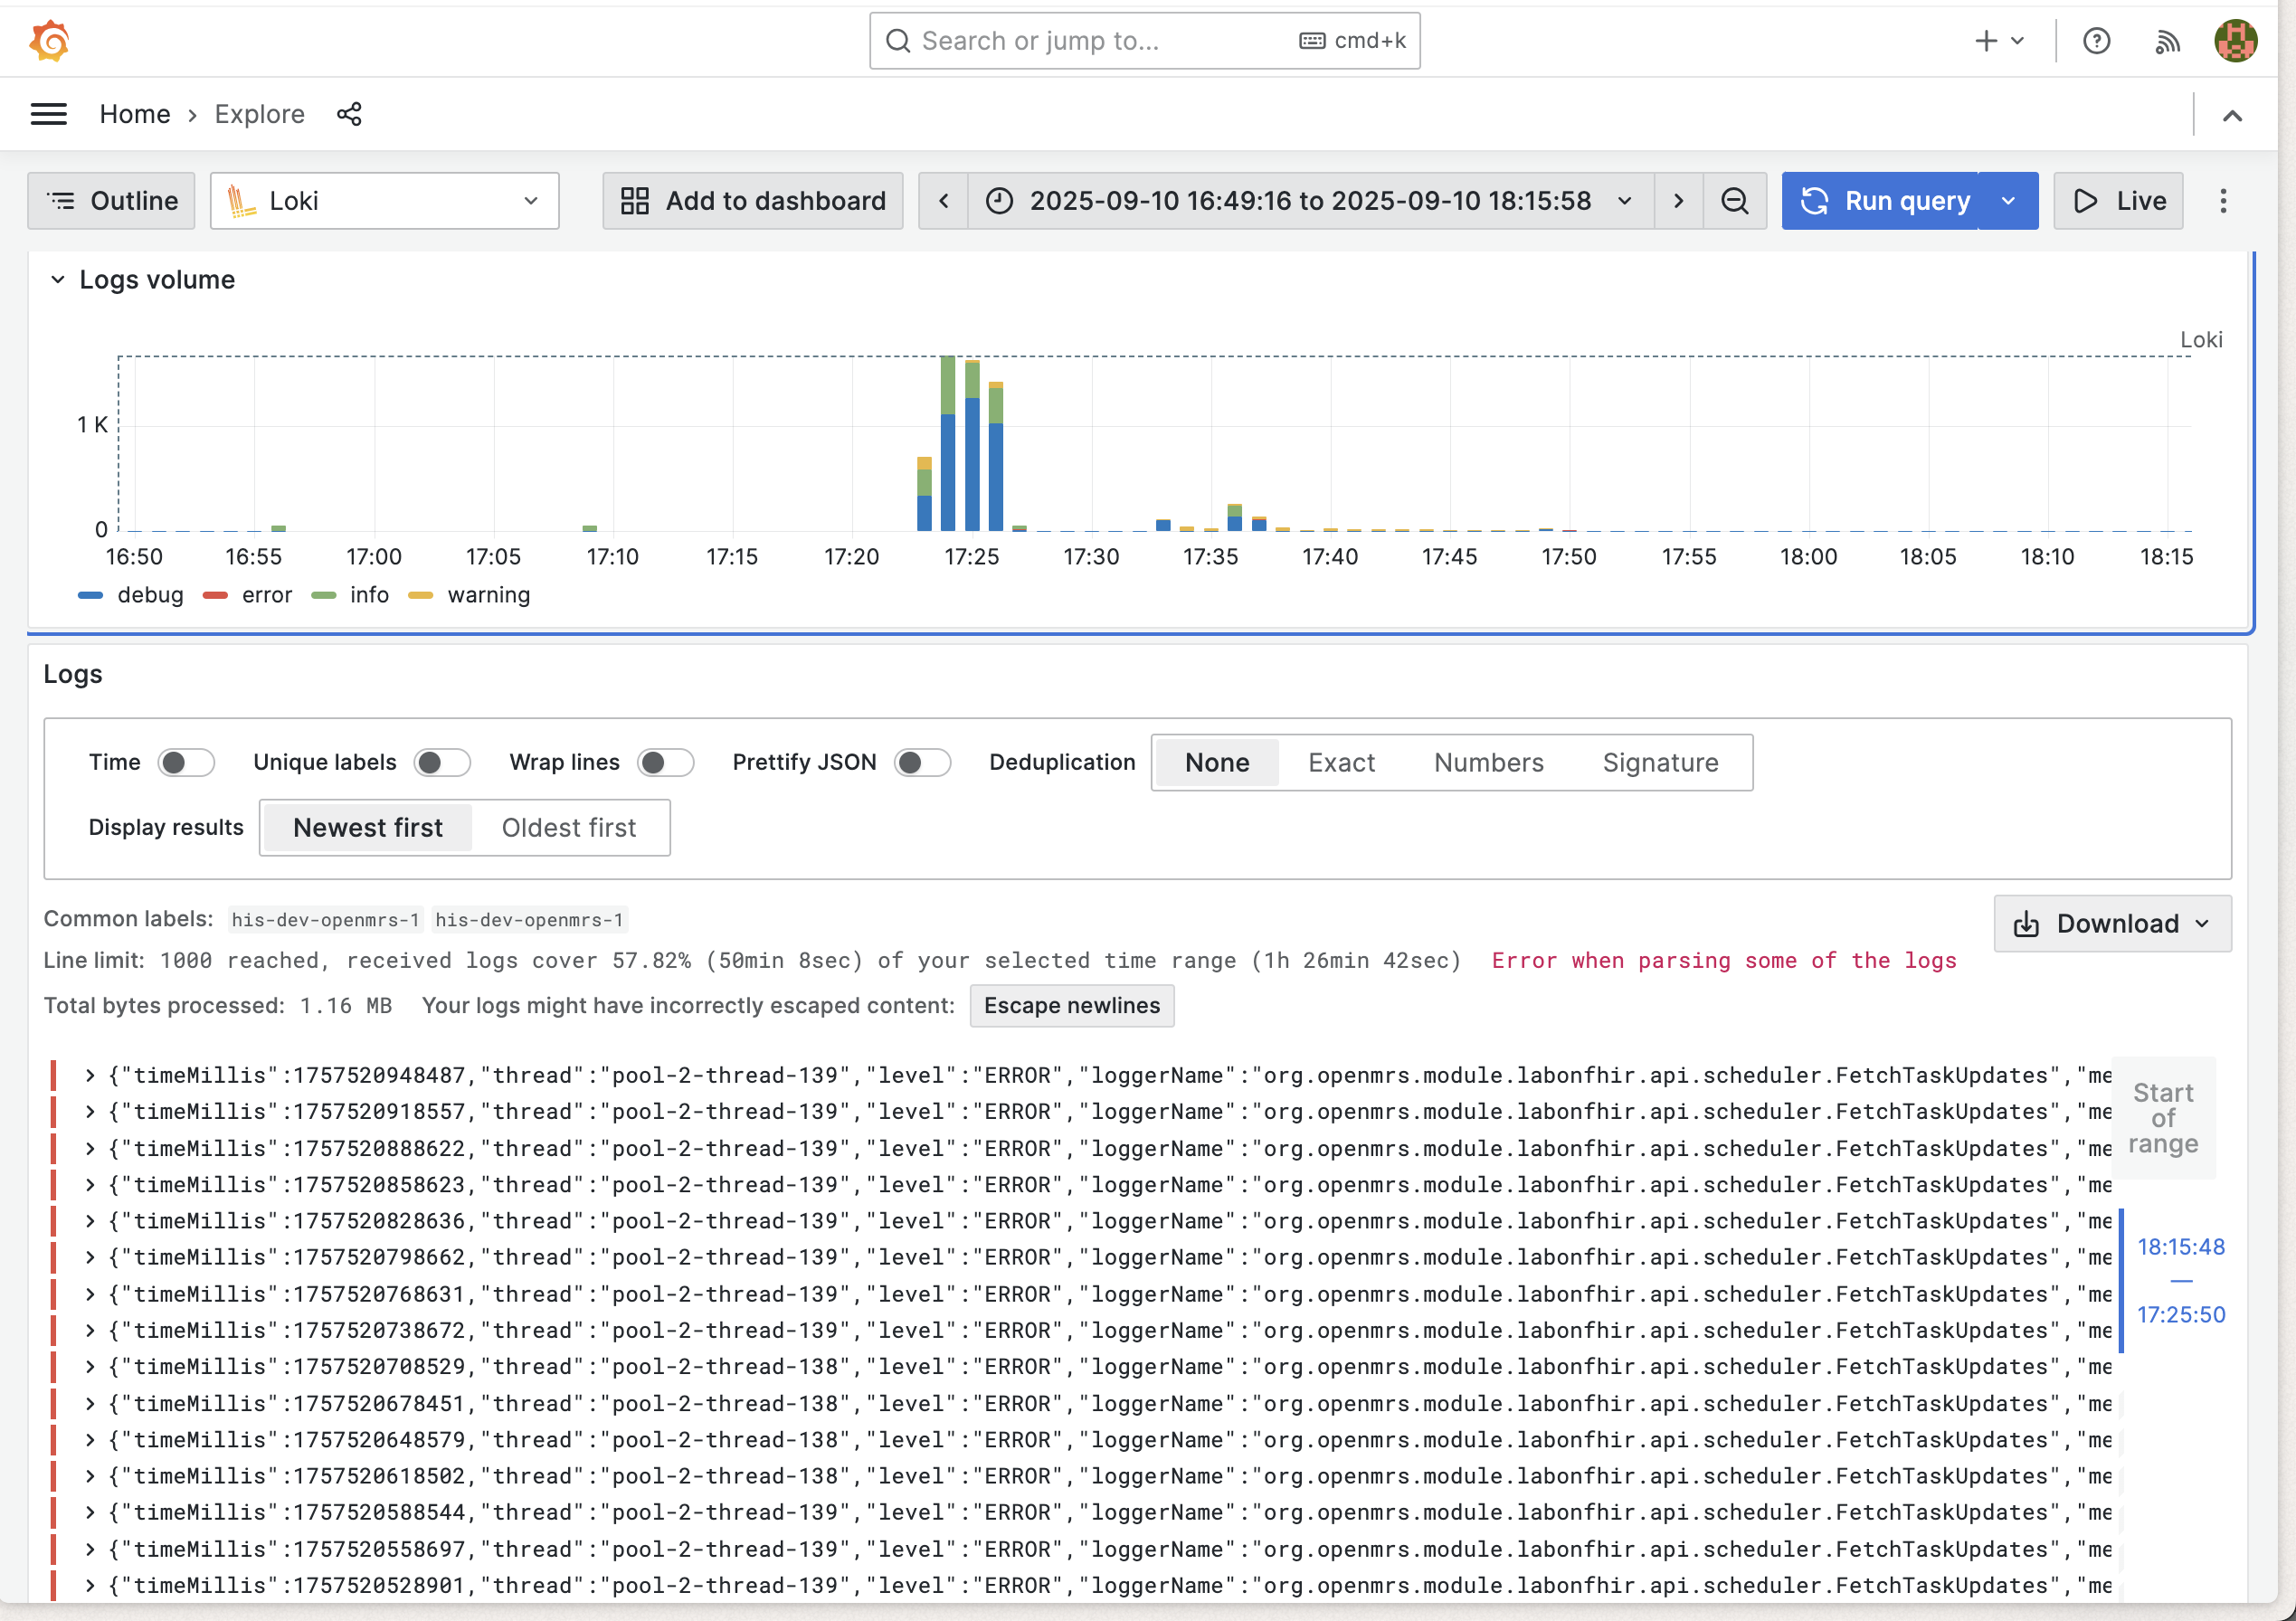 Search or jump to... cmd+k
Home › Explore
Outline Loki Add to dashboard 2025-09-10 16:49:16 to 2025-09-10 18:15:58 Run query Live
Logs volume
Loki
1 K
0
16:50 16:55 17:00 17:05 17:10 17:15 17:20 17:25 17:30 17:35 17:40 17:45 17:50 17:55 18:00 18:05 18:10 18:15
debug error info warning
Logs
Time Unique labels Wrap lines Prettify JSON Deduplication None Exact Numbers Signature
Display results Newest first Oldest first
Common labels: his-dev-openmrs-1 his-dev-openmrs-1
Download
Line limit: 1000 reached, received logs cover 57.82% (50min 8sec) of your selected time range (1h 26min 42sec) Error when parsing some of the logs
Total bytes processed: 1.16 MB Your logs might have incorrectly escaped content: Escape newlines
{"timeMillis":1757520948487,"thread":"pool-2-thread-139","level":"ERROR","loggerName":"org.openmrs.module.labonfhir.api.scheduler.FetchTaskUpdates","me
{"timeMillis":1757520918557,"thread":"pool-2-thread-139","level":"ERROR","loggerName":"org.openmrs.module.labonfhir.api.scheduler.FetchTaskUpdates","me
{"timeMillis":1757520888622,"thread":"pool-2-thread-139","level":"ERROR","loggerName":"org.openmrs.module.labonfhir.api.scheduler.FetchTaskUpdates","me
{"timeMillis":1757520858623,"thread":"pool-2-thread-139","level":"ERROR","loggerName":"org.openmrs.module.labonfhir.api.scheduler.FetchTaskUpdates","me
{"timeMillis":1757520828636,"thread":"pool-2-thread-139","level":"ERROR","loggerName":"org.openmrs.module.labonfhir.api.scheduler.FetchTaskUpdates","me
{"timeMillis":1757520798662,"thread":"pool-2-thread-139","level":"ERROR","loggerName":"org.openmrs.module.labonfhir.api.scheduler.FetchTaskUpdates","me
{"timeMillis":1757520768631,"thread":"pool-2-thread-139","level":"ERROR","loggerName":"org.openmrs.module.labonfhir.api.scheduler.FetchTaskUpdates","me
{"timeMillis":1757520738672,"thread":"pool-2-thread-139","level":"ERROR","loggerName":"org.openmrs.module.labonfhir.api.scheduler.FetchTaskUpdates","me
{"timeMillis":1757520708529,"thread":"pool-2-thread-138","level":"ERROR","loggerName":"org.openmrs.module.labonfhir.api.scheduler.FetchTaskUpdates","me
{"timeMillis":1757520678451,"thread":"pool-2-thread-138","level":"ERROR","loggerName":"org.openmrs.module.labonfhir.api.scheduler.FetchTaskUpdates","me
{"timeMillis":1757520648579,"thread":"pool-2-thread-138","level":"ERROR","loggerName":"org.openmrs.module.labonfhir.api.scheduler.FetchTaskUpdates","me
{"timeMillis":1757520618502,"thread":"pool-2-thread-138","level":"ERROR","loggerName":"org.openmrs.module.labonfhir.api.scheduler.FetchTaskUpdates","me
{"timeMillis":1757520588544,"thread":"pool-2-thread-139","level":"ERROR","loggerName":"org.openmrs.module.labonfhir.api.scheduler.FetchTaskUpdates","me
{"timeMillis":1757520558697,"thread":"pool-2-thread-139","level":"ERROR","loggerName":"org.openmrs.module.labonfhir.api.scheduler.FetchTaskUpdates","me
{"timeMillis":1757520528901,"thread":"pool-2-thread-139","level":"ERROR","loggerName":"org.openmrs.module.labonfhir.api.scheduler.FetchTaskUpdates","me
Start
of
range
18:15:48
—
17:25:50